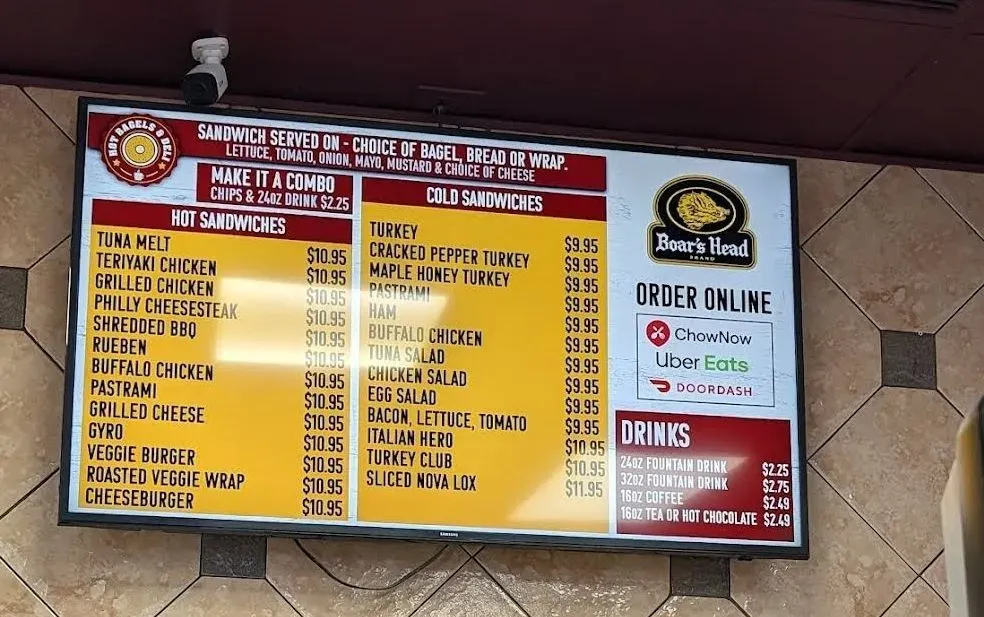 HOT BAGELS & DELI
SANDWICH SERVED ON - CHOICE OF BAGEL, BREAD OR WRAP.
LETTUCE, TOMATO, ONION, MAYO, MUSTARD & CHOICE OF CHEESE
MAKE IT A COMBO
CHIPS & 24OZ DRINK $2.25
HOT SANDWICHES
TUNA MELT $10.95
TERIYAKI CHICKEN $10.95
GRILLED CHICKEN $10.95
PHILLY CHEESESTEAK $10.95
SHREDDED BBQ $10.95
RUEBEN $10.95
BUFFALO CHICKEN $10.95
PASTRAMI $10.95
GRILLED CHEESE $10.95
GYRO $10.95
VEGGIE BURGER $10.95
ROASTED VEGGIE WRAP $10.95
CHEESEBURGER $10.95
COLD SANDWICHES
TURKEY $9.95
CRACKED PEPPER TURKEY $9.95
MAPLE HONEY TURKEY $9.95
PASTRAMI $9.95
HAM $9.95
BUFFALO CHICKEN $9.95
TUNA SALAD $9.95
CHICKEN SALAD $9.95
EGG SALAD $9.95
BACON, LETTUCE, TOMATO $9.95
ITALIAN HERO $10.95
TURKEY CLUB $10.95
SLICED NOVA LOX $11.95
Boar's Head
BRAND
ORDER ONLINE
ChowNow
Uber Eats
DOORDASH
DRINKS
24OZ FOUNTAIN DRINK $2.25
32OZ FOUNTAIN DRINK $2.75
16OZ COFFEE $2.49
16OZ TEA OR HOT CHOCOLATE $2.49
SAMSUNG